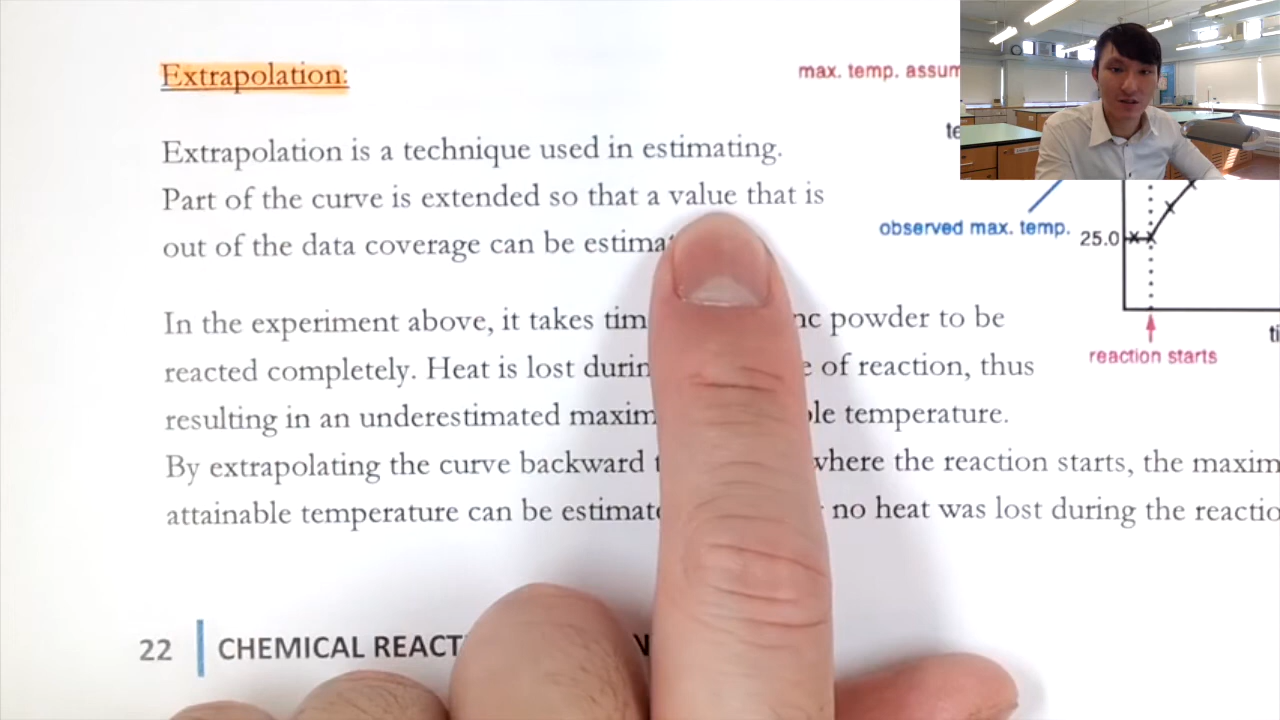 Extrapolation:
max. temp. assum
te
Extrapolation is a technique used in estimating.
Part of the curve is extended so that a value that is
out of the data coverage can be estima
observed max. temp.
25.0
In the experiment above, it takes tim nc powder to be
reacted completely. Heat is lost durin e of reaction, thus
resulting in an underestimated maxim le temperature.
By extrapolating the curve backward where the reaction starts, the maxim
attainable temperature can be estimate no heat was lost during the reactio
ti
reaction starts
22 CHEMICAL REACT